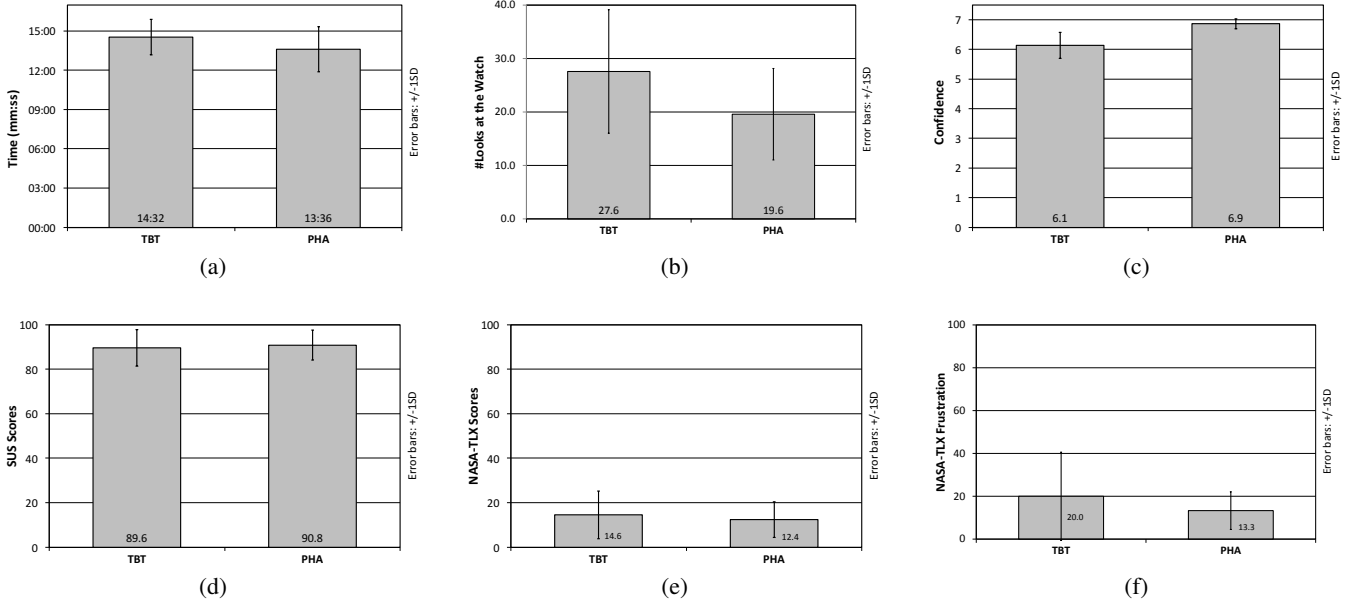 Time (mm:ss)
15:00
12:00
09:00
06:00
03:00
00:00
14:32
13:36
TBT
PHA
Error bars: +/-1SD
(a)
#Looks at the Watch
40.0
30.0
20.0
10.0
0.0
27.6
19.6
TBT
PHA
Error bars: +/-1SD
(b)
Confidence
7
6
5
4
3
2
1
0
6.1
6.9
TBT
PHA
Error bars: +/-1SD
(c)
SUS Scores
100
80
60
40
20
0
89.6
90.8
TBT
PHA
Error bars: +/-1SD
(d)
NASA-TLX Scores
100
80
60
40
20
0
14.6
12.4
TBT
PHA
Error bars: +/-1SD
(e)
NASA-TLX Frustration
100
80
60
40
20
0
20.0
13.3
TBT
PHA
Error bars: +/-1SD
(f)